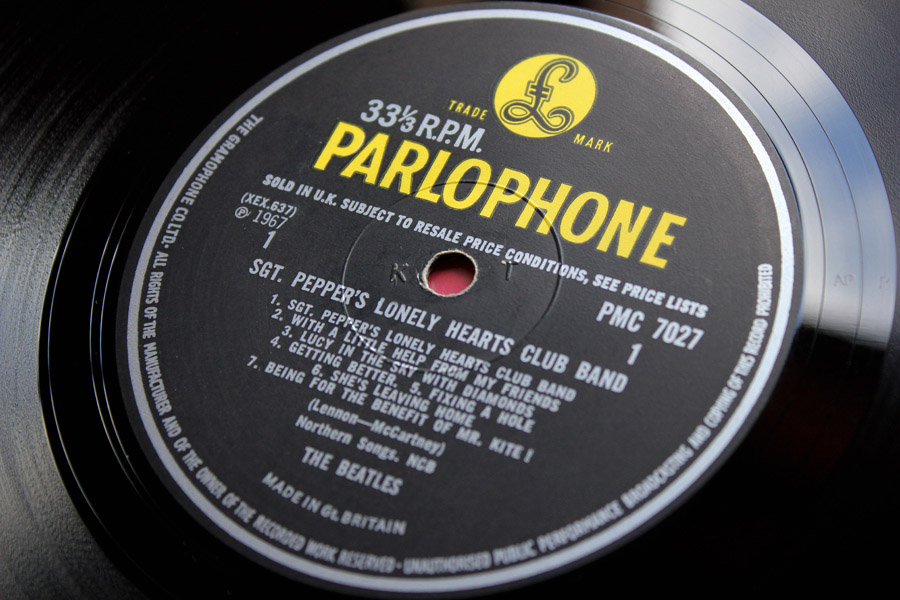 £
TRADE MARK
33⅓ R.P.M.
PARLOPHONE
SOLD IN U.K. SUBJECT TO RESALE PRICE CONDITIONS, SEE PRICE LISTS
(XEX.637)
℗ 1967
1
PMC 7027
1
SGT. PEPPER'S LONELY HEARTS CLUB BAND
1. SGT. PEPPER'S LONELY HEARTS CLUB BAND
2. WITH A LITTLE HELP FROM MY FRIENDS
3. LUCY IN THE SKY WITH DIAMONDS
4. GETTING BETTER. 5. FIXING A HOLE
6. SHE'S LEAVING HOME
7. BEING FOR THE BENEFIT OF MR. KITE !
(Lennon—McCartney)
Northern Songs. NCB
THE BEATLES
MADE IN Gt. BRITAIN
THE GRAMOPHONE CO. LTD. ALL RIGHTS OF THE MANUFACTURER AND OF THE OWNER OF THE RECORDED WORK RESERVED · UNAUTHORISED PUBLIC PERFORMANCE BROADCASTING AND COPYING OF THIS RECORD PROHIBITED